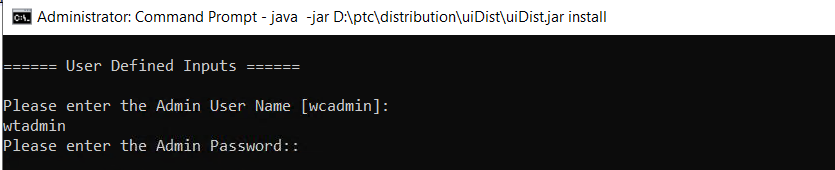 Administrator: Command Prompt - java -jar D:\ptc\distribution\uiDist\uiDist.jar install
====== User Defined Inputs ======
Please enter the Admin User Name [wcadmin]:
wtadmin
Please enter the Admin Password::